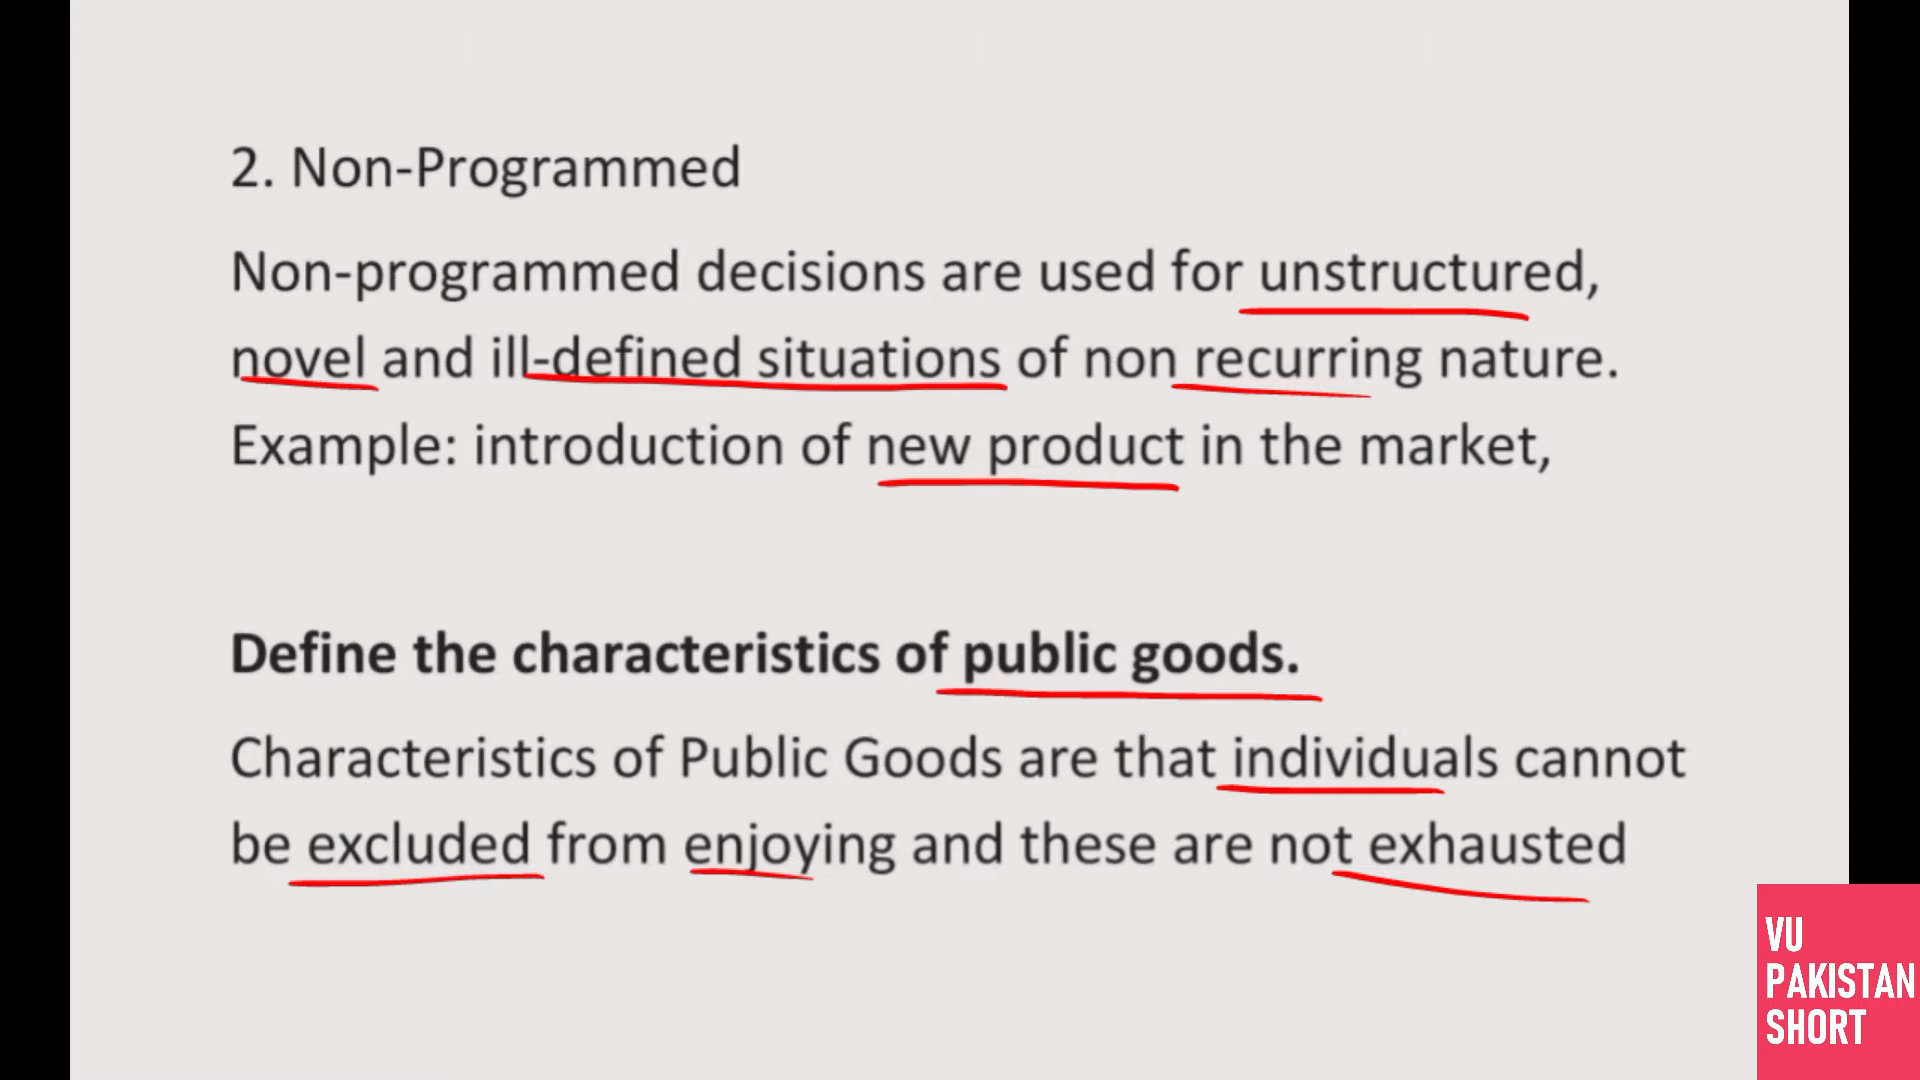 2. Non-Programmed
Non-programmed decisions are used for unstructured,
novel and ill-defined situations of non recurring nature.
Example: introduction of new product in the market,
Define the characteristics of public goods.
Characteristics of Public Goods are that individuals cannot
be excluded from enjoying and these are not exhausted
VU
PAKISTAN
SHORT